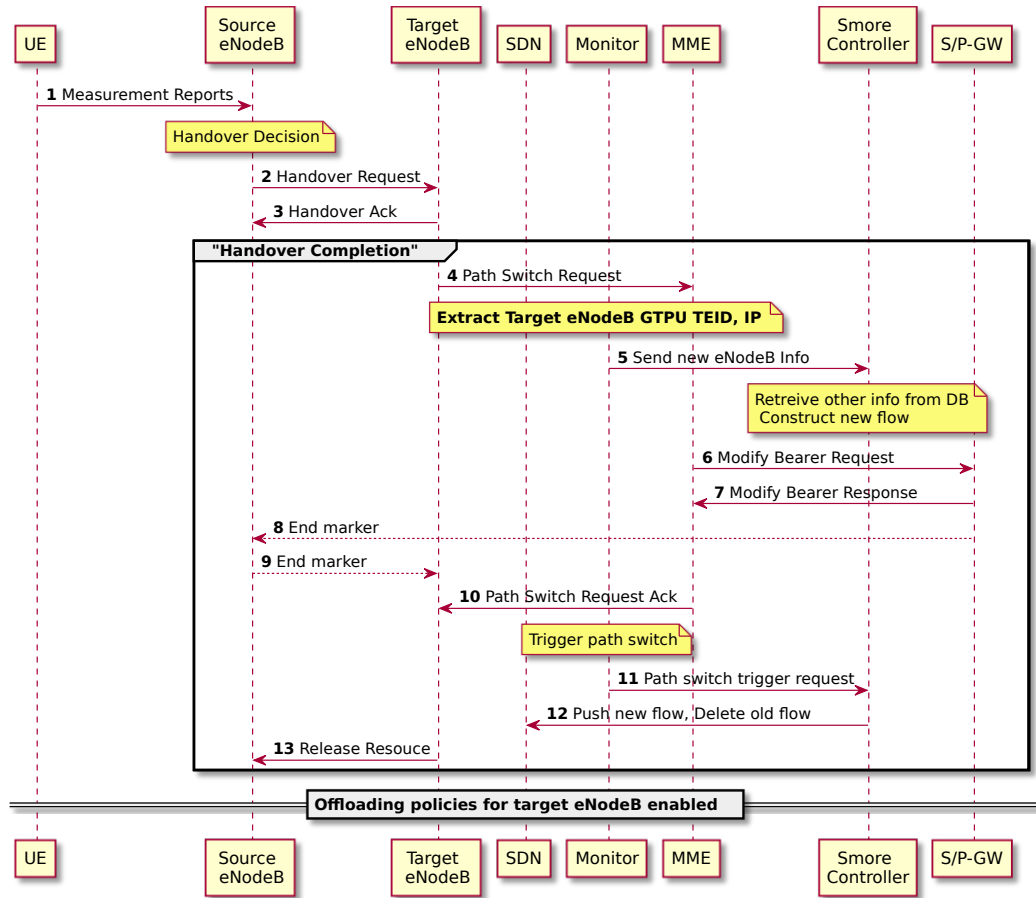 UE
Source
eNodeB
Target
eNodeB
SDN
Monitor
MME
Smore
Controller
S/P-GW
1 Measurement Reports
Handover Decision
2 Handover Request
3 Handover Ack
"Handover Completion"
4 Path Switch Request
Extract Target eNodeB GTPU TEID, IP
5 Send new eNodeB Info
Retreive other info from DB
Construct new flow
6 Modify Bearer Request
7 Modify Bearer Response
8 End marker
9 End marker
10 Path Switch Request Ack
Trigger path switch
11 Path switch trigger request
12 Push new flow, Delete old flow
13 Release Resouce
Offloading policies for target eNodeB enabled
UE
Source
eNodeB
Target
eNodeB
SDN
Monitor
MME
Smore
Controller
S/P-GW